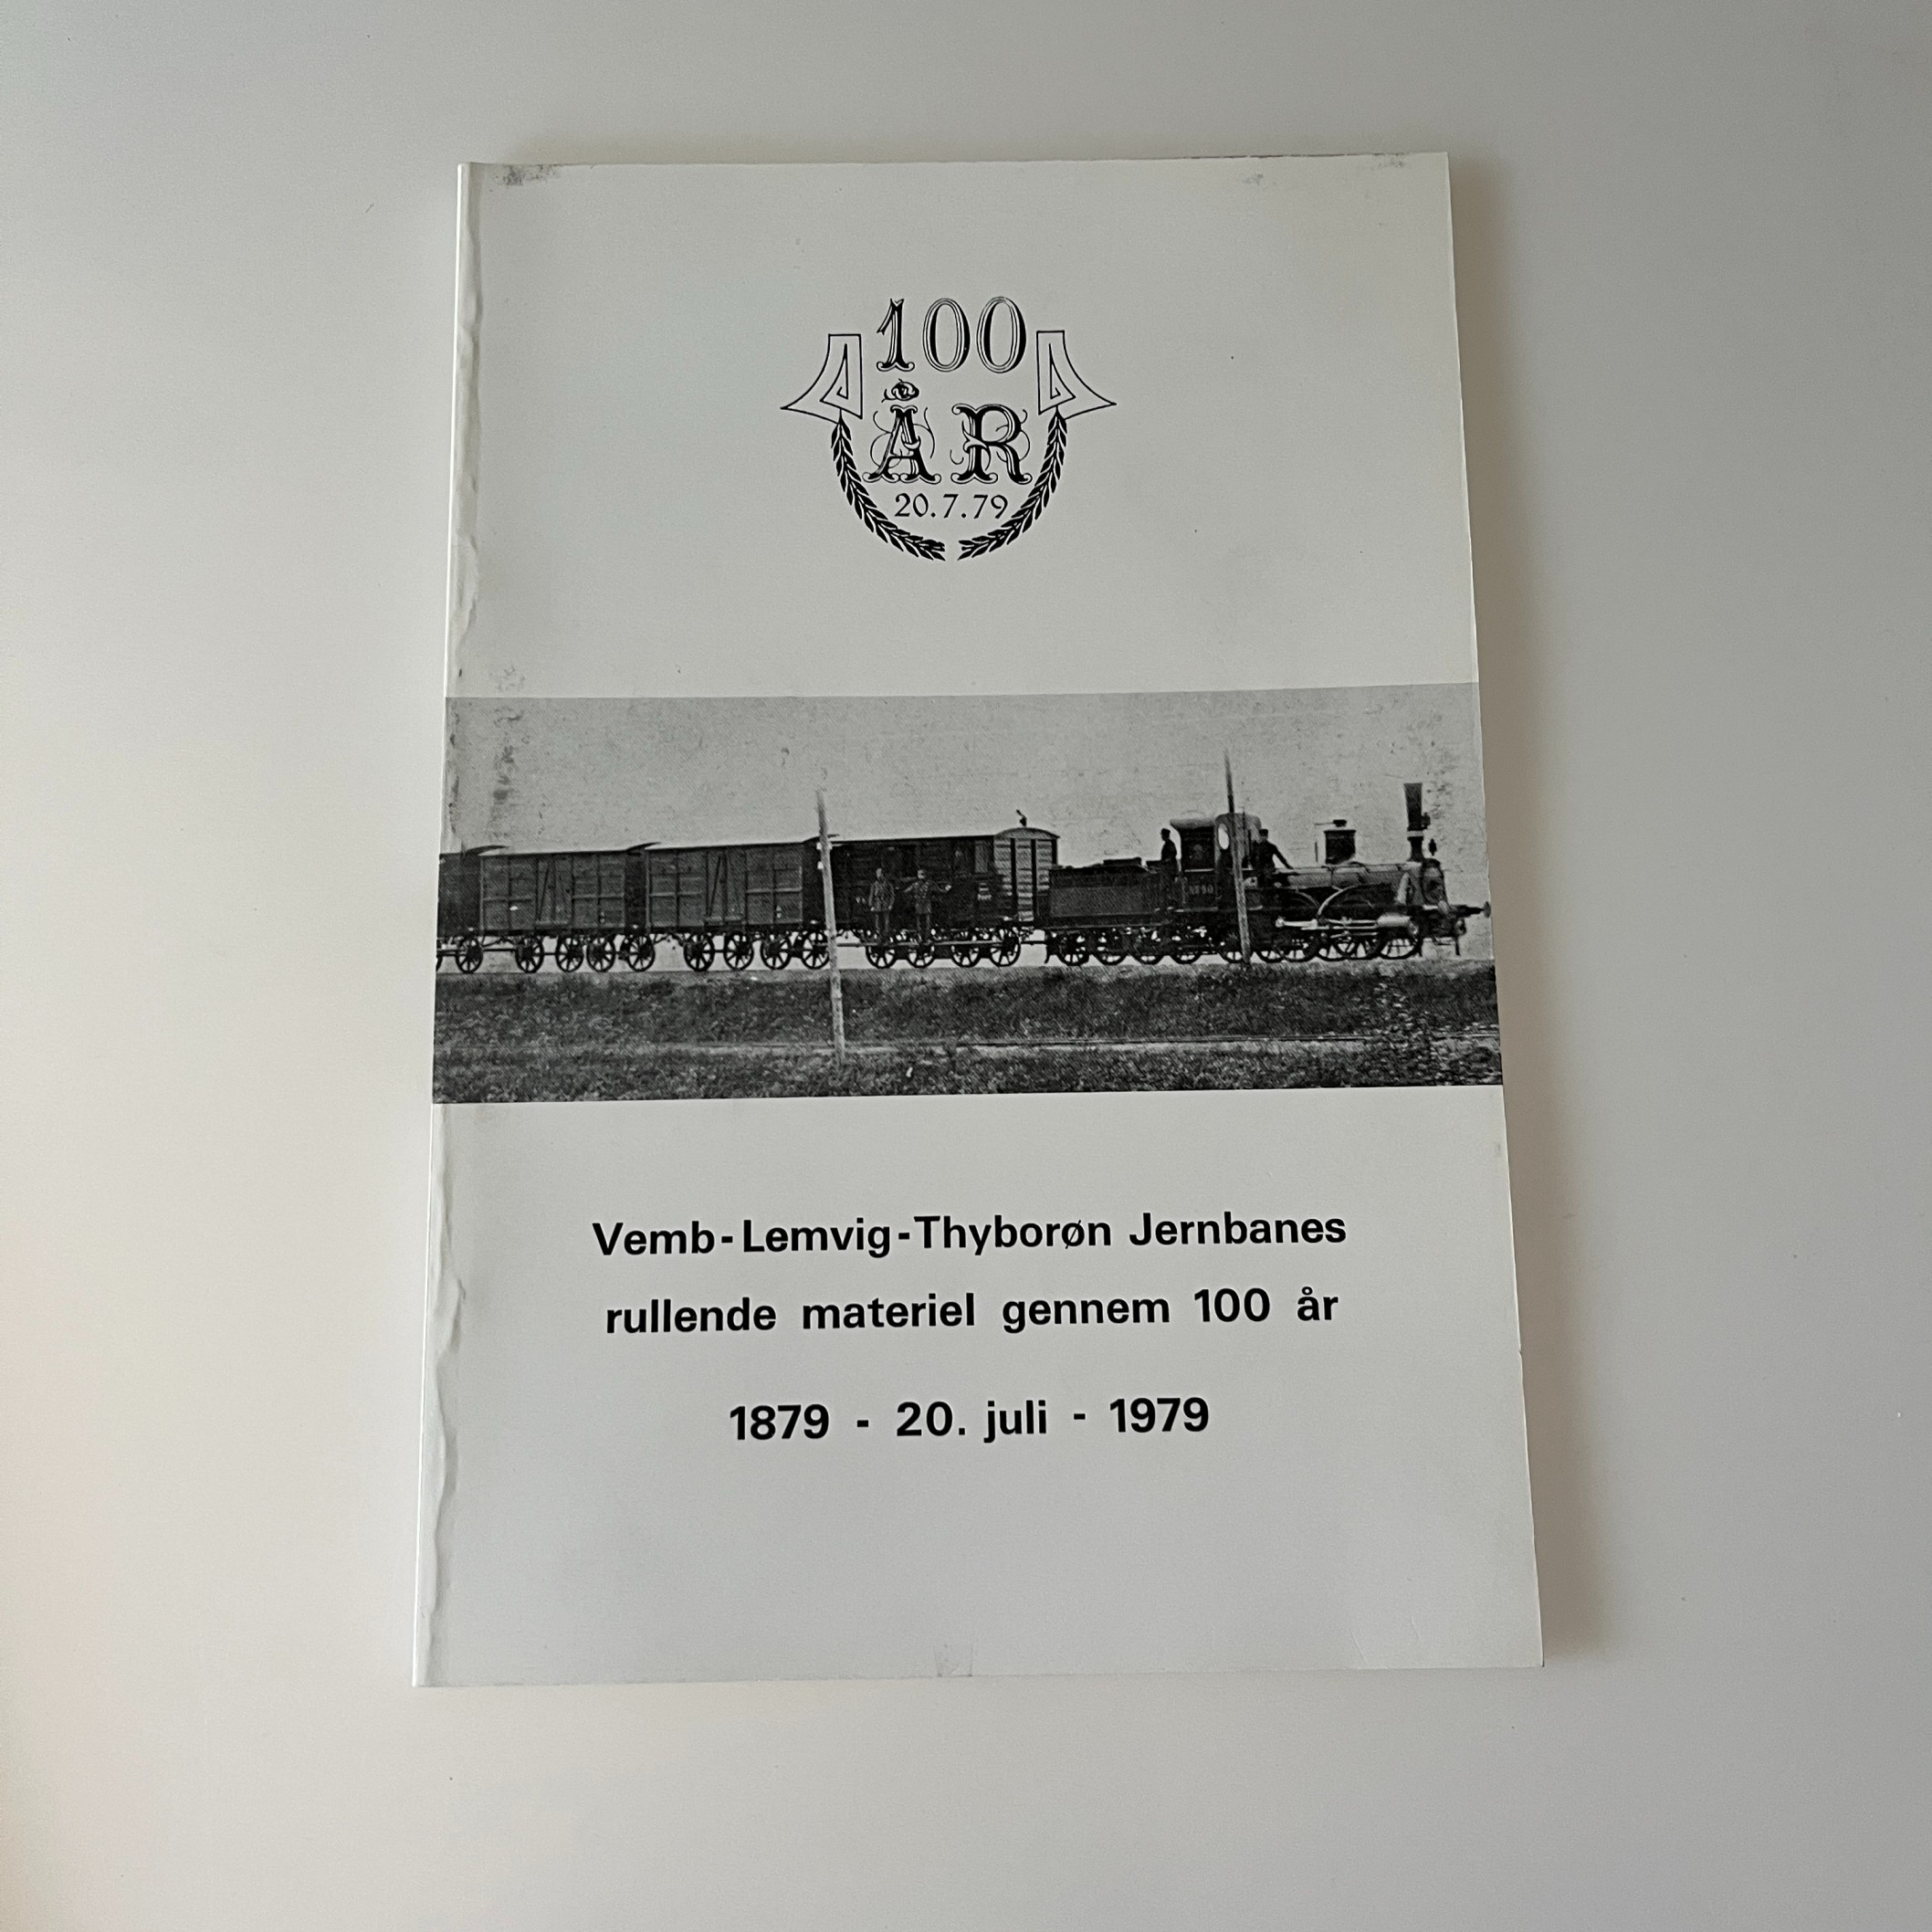 100
ÅR
20.7.79
Vemb-Lemvig-Thyborøn Jernbanes
rullende materiel gennem 100 år
1879 - 20. juli - 1979